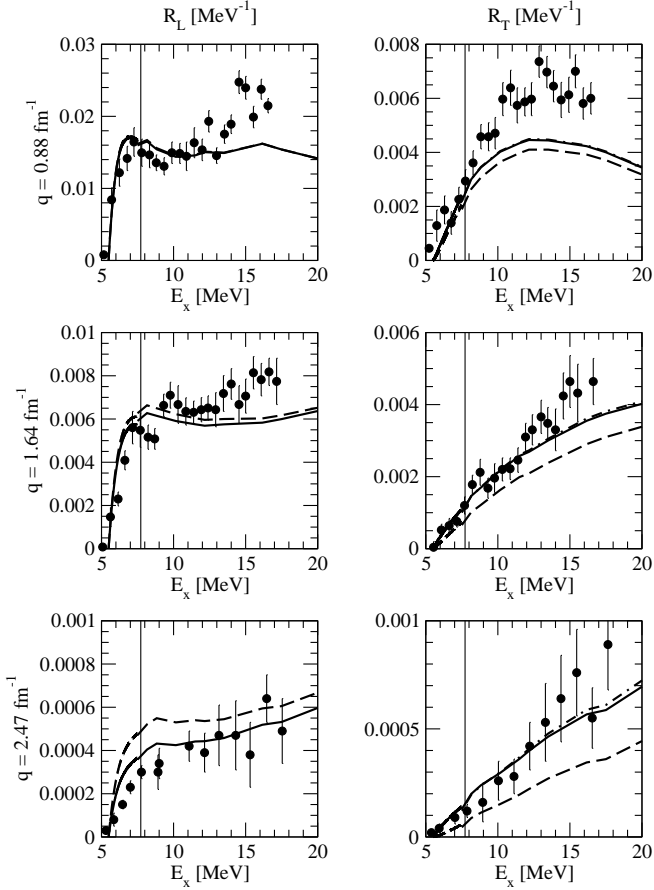 R_L [MeV⁻¹]
R_T [MeV⁻¹]
q = 0.88 fm⁻¹
0.03
0.02
0.01
0
5 10 15 20
E_x [MeV]
0.008
0.006
0.004
0.002
0
5 10 15 20
E_x [MeV]
q = 1.64 fm⁻¹
0.01
0.008
0.006
0.004
0.002
0
5 10 15 20
E_x [MeV]
0.006
0.004
0.002
0
5 10 15 20
E_x [MeV]
q = 2.47 fm⁻¹
0.001
0.0008
0.0006
0.0004
0.0002
0
5 10 15 20
E_x [MeV]
0.001
0.0005
0
5 10 15 20
E_x [MeV]